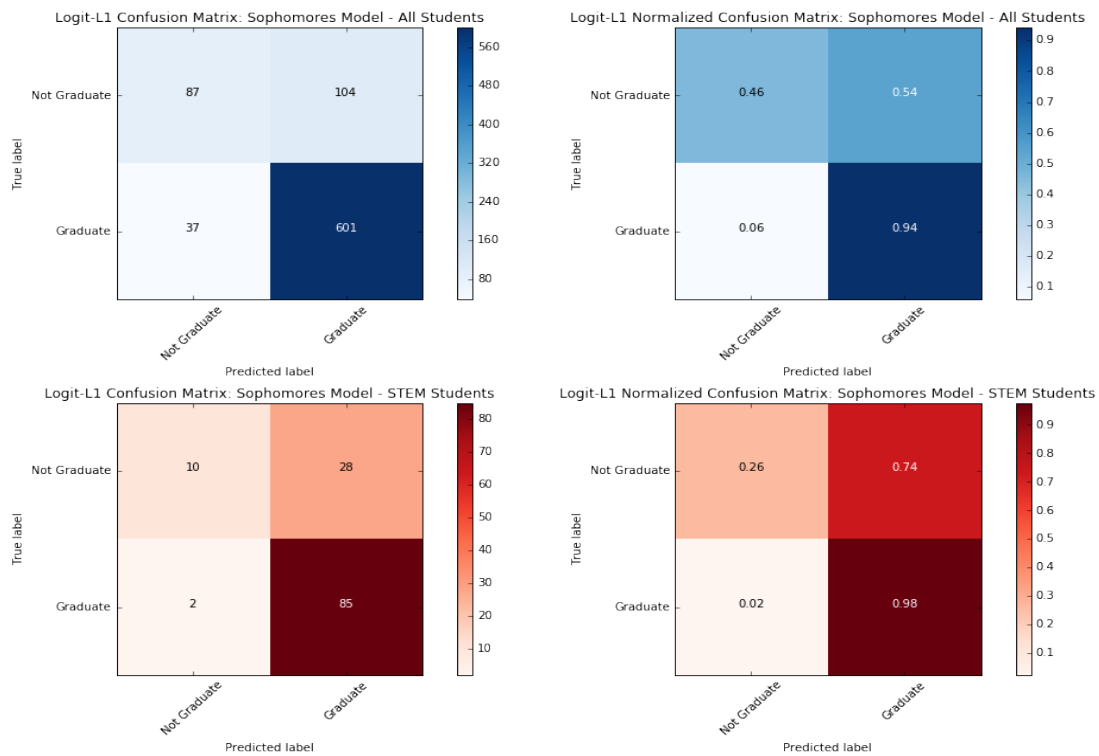 Logit-L1 Confusion Matrix: Sophomores Model - All Students
True label
Not Graduate
Graduate
87
104
37
601
Not Graduate
Graduate
Predicted label
560
480
400
320
240
160
80
Logit-L1 Normalized Confusion Matrix: Sophomores Model - All Students
True label
Not Graduate
Graduate
0.46
0.54
0.06
0.94
Not Graduate
Graduate
Predicted label
0.9
0.8
0.7
0.6
0.5
0.4
0.3
0.2
0.1
Logit-L1 Confusion Matrix: Sophomores Model - STEM Students
True label
Not Graduate
Graduate
10
28
2
85
Not Graduate
Graduate
Predicted label
80
70
60
50
40
30
20
10
Logit-L1 Normalized Confusion Matrix: Sophomores Model - STEM Students
True label
Not Graduate
Graduate
0.26
0.74
0.02
0.98
Not Graduate
Graduate
Predicted label
0.9
0.8
0.7
0.6
0.5
0.4
0.3
0.2
0.1